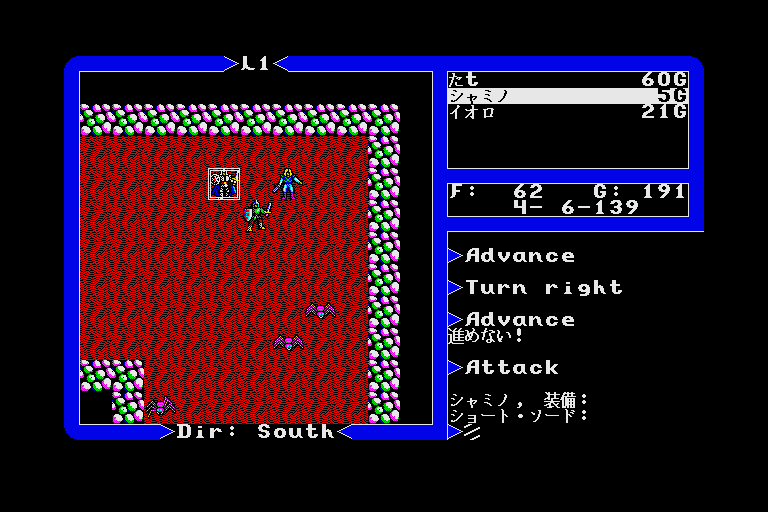 L1
たt 60G
シャミノ 5G
イオロ 21G
F: 62 G: 191
4- 6-139
Advance
Turn right
Advance
進めない!
Attack
シャミノ, 装備:
ショート・ソード:
Dir: South